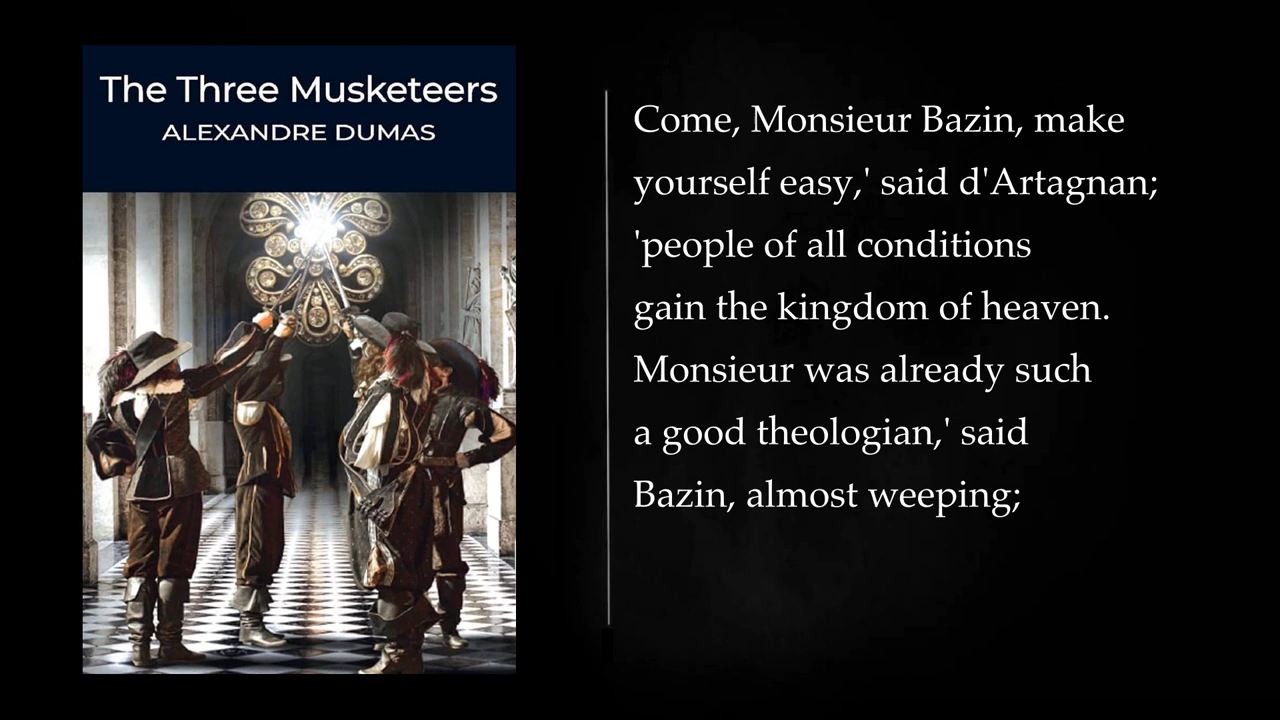 The Three Musketeers
ALEXANDRE DUMAS
Come, Monsieur Bazin, make
yourself easy,' said d'Artagnan;
'people of all conditions
gain the kingdom of heaven.
Monsieur was already such
a good theologian,' said
Bazin, almost weeping;